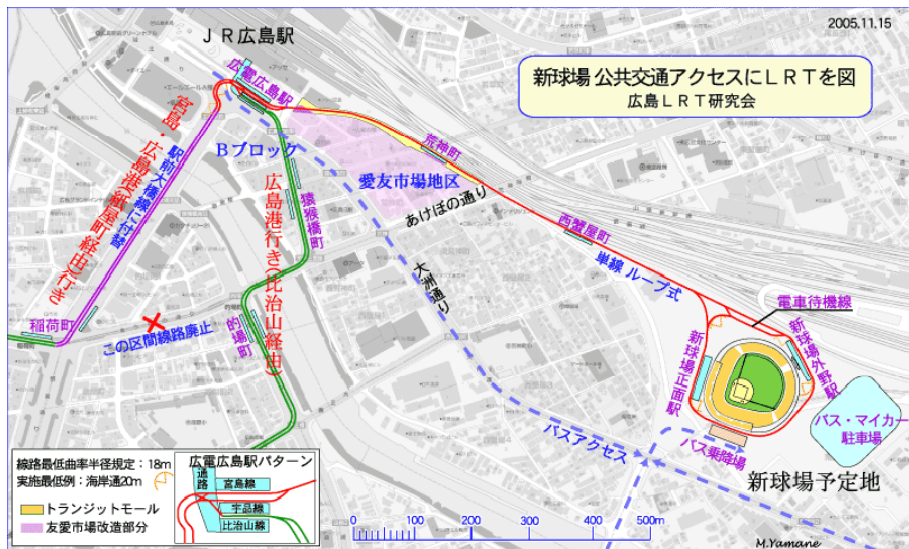 2005.11.15
JR広島駅
新球場 公共交通アクセスにLRTを図
広島LRT研究会
広電広島駅
荒神町
Bブロック
愛友市場地区
あけぼの通り
宮島・広島港(紙屋町経由)行き
駅前大橋線に付替
広島港行き(比治山経由)
猿猴橋町
西蟹屋町
単線 ループ式
大洲通り
電車待機線
稲荷町
この区間線路廃止
的場町
新球場正面駅
新球場外野駅
バス・マイカー
駐車場
バス乗降場
バスアクセス
新球場予定地
線路最低曲率半径規定:18m
実施最低例:海岸通20m
トランジットモール
友愛市場改造部分
広電広島駅パターン
通路
宮島線
宇品線
比治山線
0 100 200 300 400 500m
M.Yamane